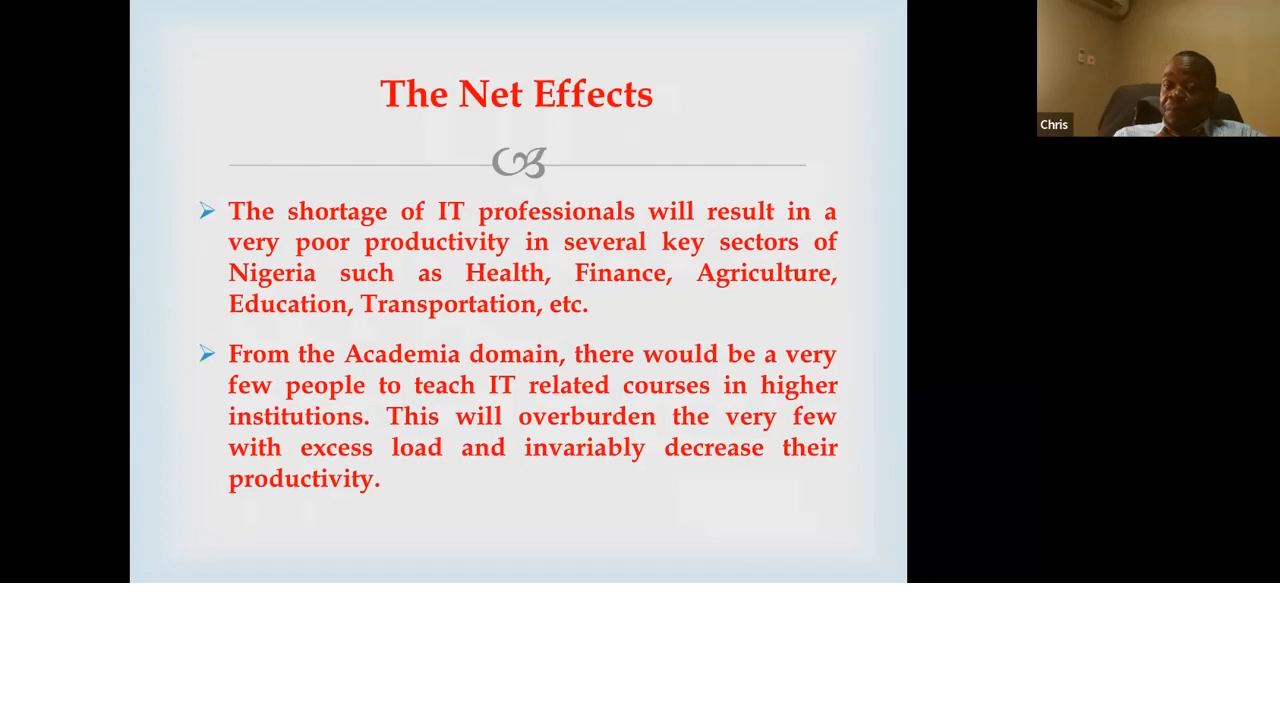 The Net Effects
The shortage of IT professionals will result in a
very poor productivity in several key sectors of
Nigeria such as Health, Finance, Agriculture,
Education, Transportation, etc.
From the Academia domain, there would be a very
few people to teach IT related courses in higher
institutions. This will overburden the very few
with excess load and invariably decrease their
productivity.
Chris